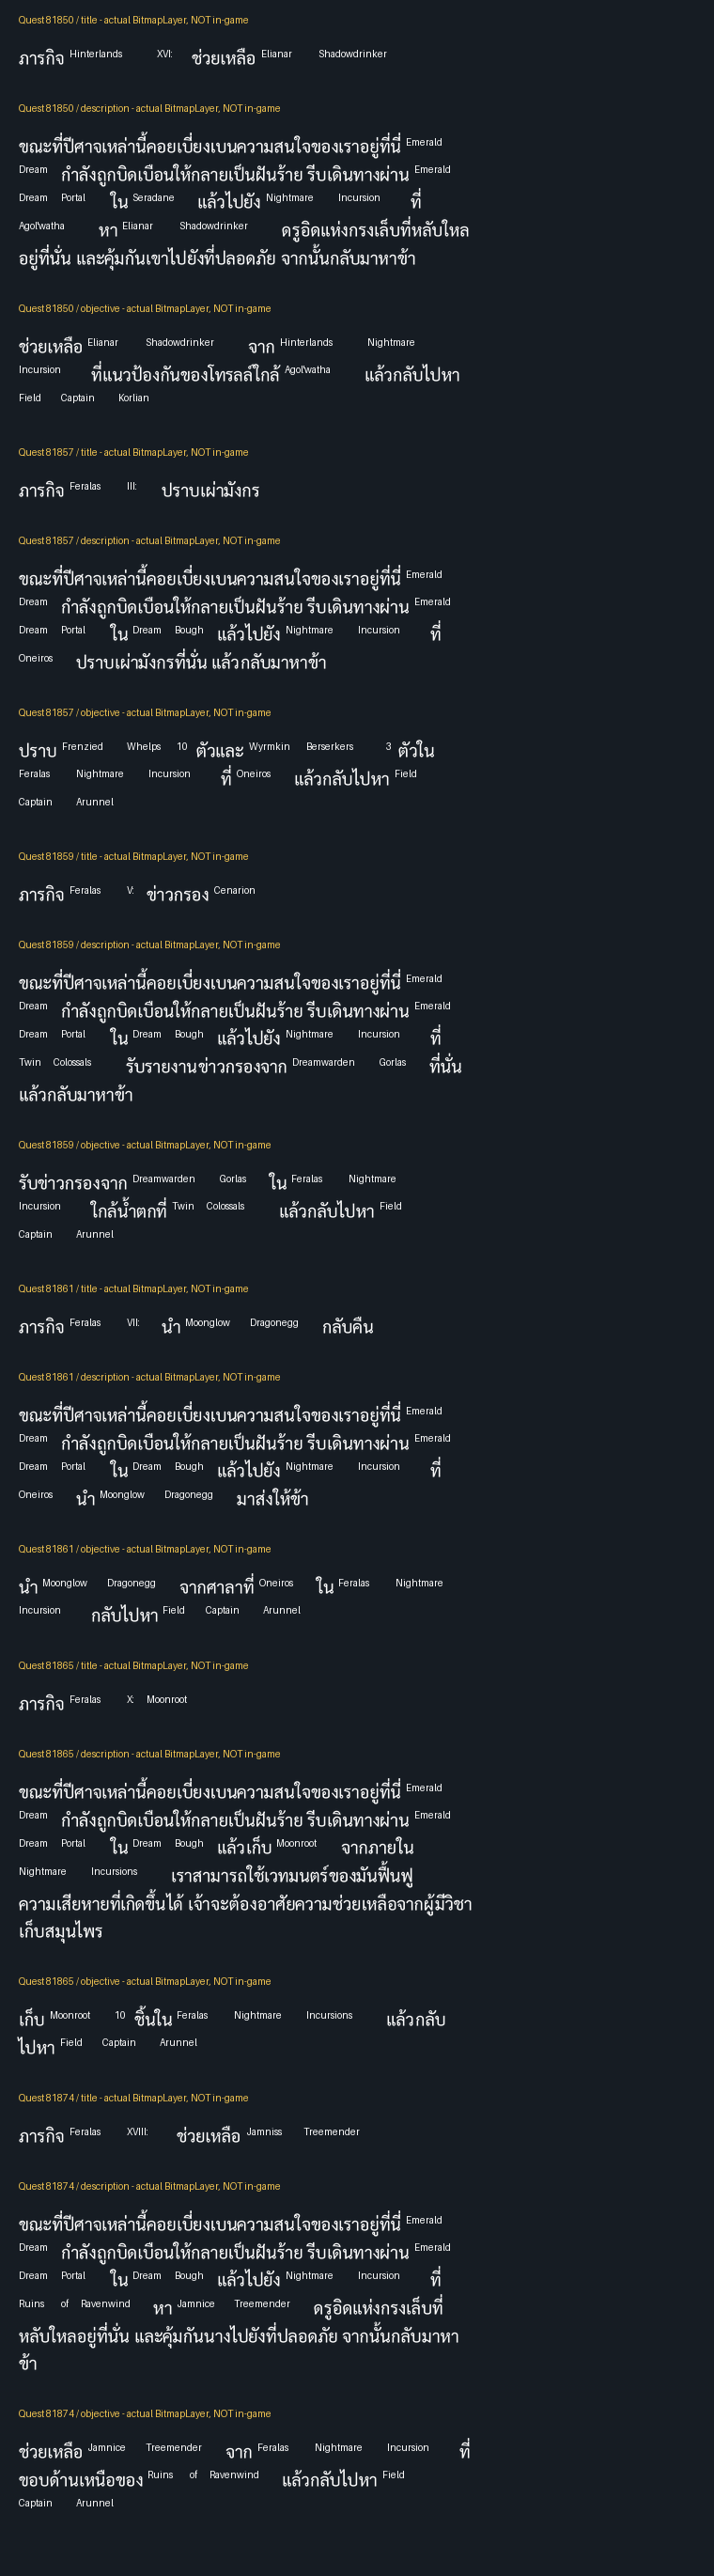 Quest 81850 / title - actual BitmapLayer, NOT in-game
ภารกิจ Hinterlands XVI: ช่วยเหลือ Elianar Shadowdrinker
Quest 81850 / description - actual BitmapLayer, NOT in-game
ขณะที่ปีศาจเหล่านี้คอยเบี่ยงเบนความสนใจของเราอยู่ที่นี่ Emerald
Dream กำลังถูกบิดเบือนให้กลายเป็นฝันร้าย รีบเดินทางผ่าน Emerald
Dream Portal ใน Seradane แล้วไปยัง Nightmare Incursion ที่
Agol'watha หา Elianar Shadowdrinker ดรูอิดแห่งกรงเล็บที่หลับใหล
อยู่ที่นั่น และคุ้มกันเขาไปยังที่ปลอดภัย จากนั้นกลับมาหาข้า
Quest 81850 / objective - actual BitmapLayer, NOT in-game
ช่วยเหลือ Elianar Shadowdrinker จาก Hinterlands Nightmare
Incursion ที่แนวป้องกันของโทรลล์ใกล้ Agol'watha แล้วกลับไปหา
Field Captain Korlian
Quest 81857 / title - actual BitmapLayer, NOT in-game
ภารกิจ Feralas III: ปราบเผ่ามังกร
Quest 81857 / description - actual BitmapLayer, NOT in-game
ขณะที่ปีศาจเหล่านี้คอยเบี่ยงเบนความสนใจของเราอยู่ที่นี่ Emerald
Dream กำลังถูกบิดเบือนให้กลายเป็นฝันร้าย รีบเดินทางผ่าน Emerald
Dream Portal ใน Dream Bough แล้วไปยัง Nightmare Incursion ที่
Oneiros ปราบเผ่ามังกรที่นั่น แล้วกลับมาหาข้า
Quest 81857 / objective - actual BitmapLayer, NOT in-game
ปราบ Frenzied Whelps 10 ตัวและ Wyrmkin Berserkers 3 ตัวใน
Feralas Nightmare Incursion ที่ Oneiros แล้วกลับไปหา Field
Captain Arunnel
Quest 81859 / title - actual BitmapLayer, NOT in-game
ภารกิจ Feralas V: ข่าวกรอง Cenarion
Quest 81859 / description - actual BitmapLayer, NOT in-game
ขณะที่ปีศาจเหล่านี้คอยเบี่ยงเบนความสนใจของเราอยู่ที่นี่ Emerald
Dream กำลังถูกบิดเบือนให้กลายเป็นฝันร้าย รีบเดินทางผ่าน Emerald
Dream Portal ใน Dream Bough แล้วไปยัง Nightmare Incursion ที่
Twin Colossals รับรายงานข่าวกรองจาก Dreamwarden Gorlas ที่นั่น
แล้วกลับมาหาข้า
Quest 81859 / objective - actual BitmapLayer, NOT in-game
รับข่าวกรองจาก Dreamwarden Gorlas ใน Feralas Nightmare
Incursion ใกล้น้ำตกที่ Twin Colossals แล้วกลับไปหา Field
Captain Arunnel
Quest 81861 / title - actual BitmapLayer, NOT in-game
ภารกิจ Feralas VII: นำ Moonglow Dragonegg กลับคืน
Quest 81861 / description - actual BitmapLayer, NOT in-game
ขณะที่ปีศาจเหล่านี้คอยเบี่ยงเบนความสนใจของเราอยู่ที่นี่ Emerald
Dream กำลังถูกบิดเบือนให้กลายเป็นฝันร้าย รีบเดินทางผ่าน Emerald
Dream Portal ใน Dream Bough แล้วไปยัง Nightmare Incursion ที่
Oneiros นำ Moonglow Dragonegg มาส่งให้ข้า
Quest 81861 / objective - actual BitmapLayer, NOT in-game
นำ Moonglow Dragonegg จากศาลาที่ Oneiros ใน Feralas Nightmare
Incursion กลับไปหา Field Captain Arunnel
Quest 81865 / title - actual BitmapLayer, NOT in-game
ภารกิจ Feralas X: Moonroot
Quest 81865 / description - actual BitmapLayer, NOT in-game
ขณะที่ปีศาจเหล่านี้คอยเบี่ยงเบนความสนใจของเราอยู่ที่นี่ Emerald
Dream กำลังถูกบิดเบือนให้กลายเป็นฝันร้าย รีบเดินทางผ่าน Emerald
Dream Portal ใน Dream Bough แล้วเก็บ Moonroot จากภายใน
Nightmare Incursions เราสามารถใช้เวทมนตร์ของมันฟื้นฟู
ความเสียหายที่เกิดขึ้นได้ เจ้าจะต้องอาศัยความช่วยเหลือจากผู้มีวิชา
เก็บสมุนไพร
Quest 81865 / objective - actual BitmapLayer, NOT in-game
เก็บ Moonroot 10 ชิ้นใน Feralas Nightmare Incursions แล้วกลับ
ไปหา Field Captain Arunnel
Quest 81874 / title - actual BitmapLayer, NOT in-game
ภารกิจ Feralas XVIII: ช่วยเหลือ Jamniss Treemender
Quest 81874 / description - actual BitmapLayer, NOT in-game
ขณะที่ปีศาจเหล่านี้คอยเบี่ยงเบนความสนใจของเราอยู่ที่นี่ Emerald
Dream กำลังถูกบิดเบือนให้กลายเป็นฝันร้าย รีบเดินทางผ่าน Emerald
Dream Portal ใน Dream Bough แล้วไปยัง Nightmare Incursion ที่
Ruins of Ravenwind หา Jamnice Treemender ดรูอิดแห่งกรงเล็บที่
หลับใหลอยู่ที่นั่น และคุ้มกันนางไปยังที่ปลอดภัย จากนั้นกลับมาหา
ข้า
Quest 81874 / objective - actual BitmapLayer, NOT in-game
ช่วยเหลือ Jamnice Treemender จาก Feralas Nightmare Incursion ที่
ขอบด้านเหนือของ Ruins of Ravenwind แล้วกลับไปหา Field
Captain Arunnel